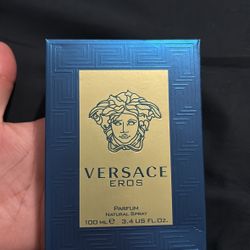 VERSACE
EROS
PARFUM
NATURAL SPRAY
100 ML ℮ 3.4 US FL.OZ.